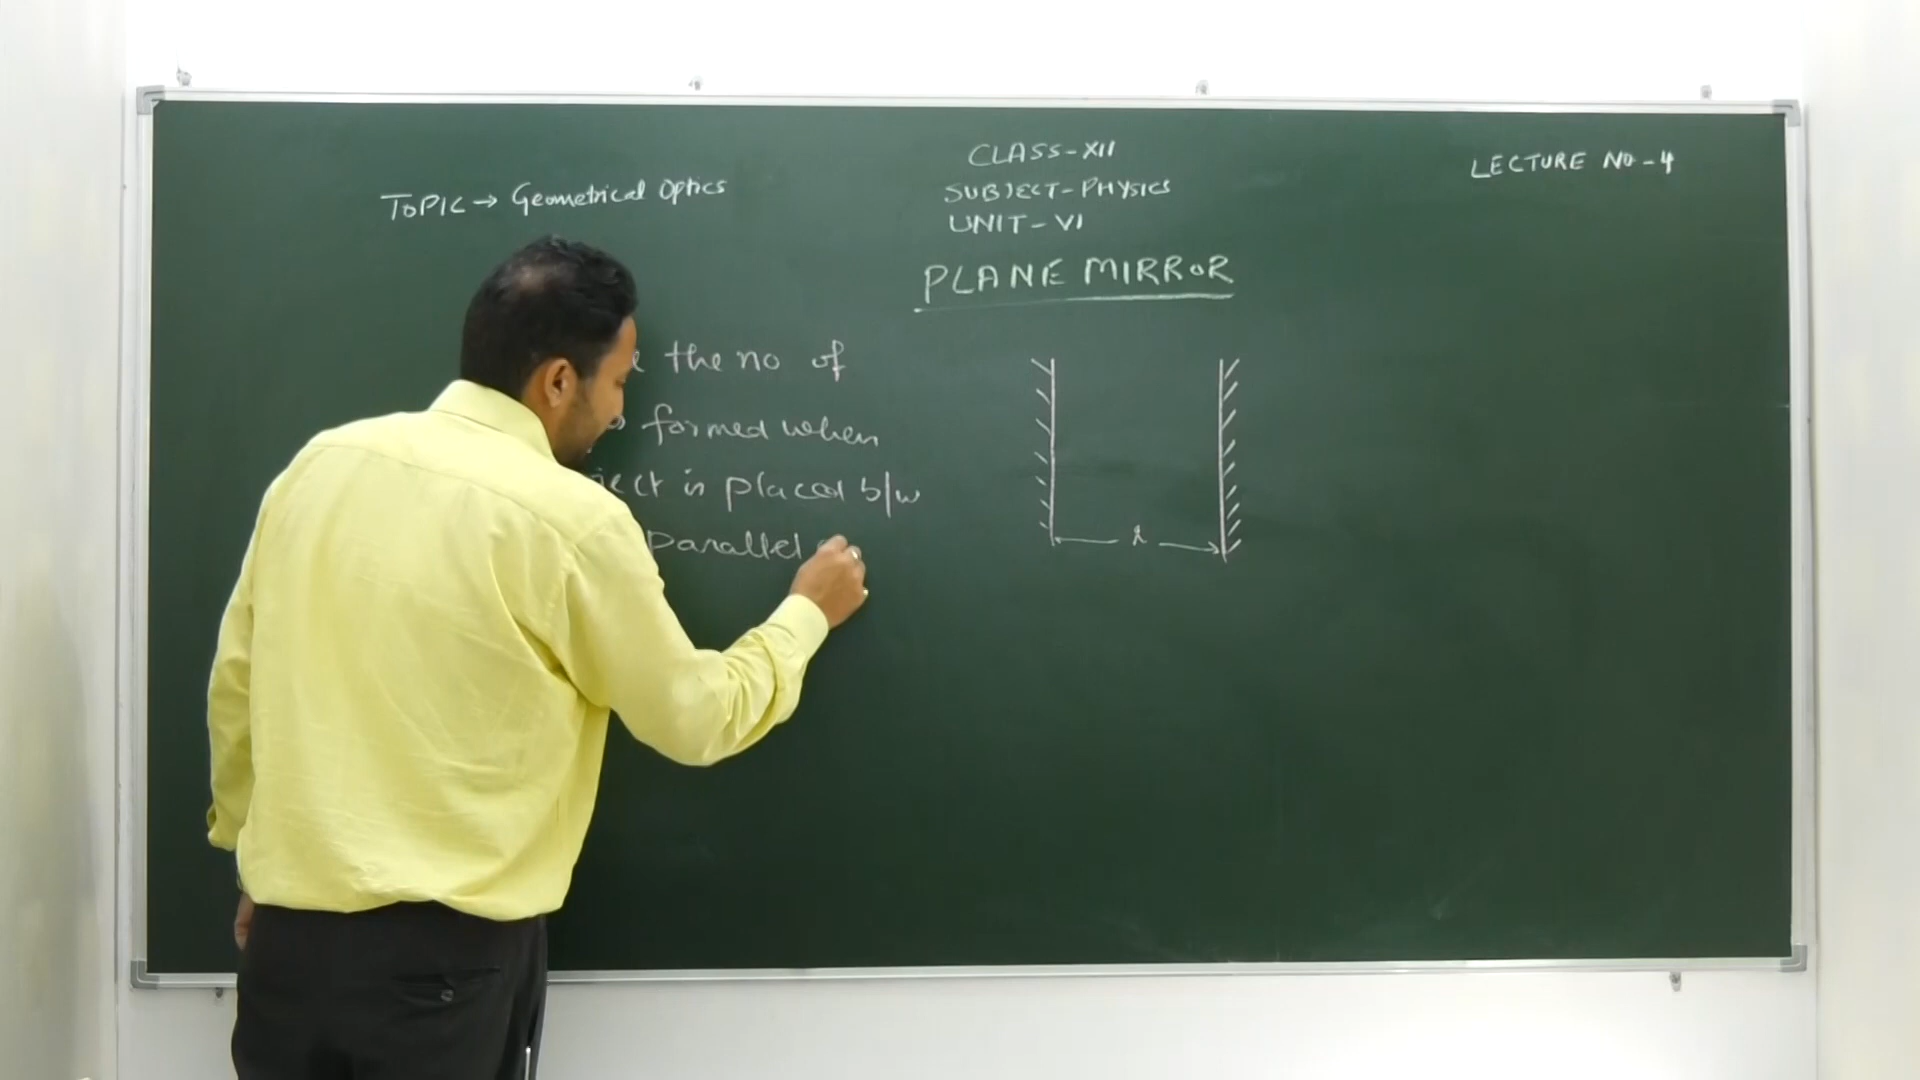 CLASS-XII
LECTURE NO-4
TOPIC → Geometrical Optics
SUBJECT-PHYSICS
UNIT-VI
PLANE MIRROR
the no of
formed when
is placed b/w
parallel